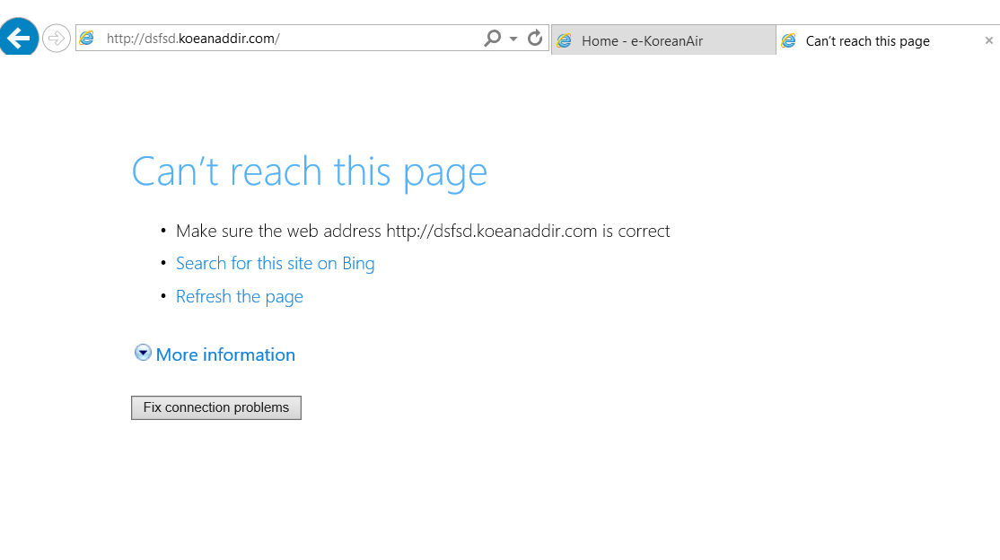 http://dsfsd.koeanaddir.com/
Home - e-KoreanAir
Can't reach this page
Can't reach this page
• Make sure the web address http://dsfsd.koeanaddir.com is correct
• Search for this site on Bing
• Refresh the page
More information
Fix connection problems